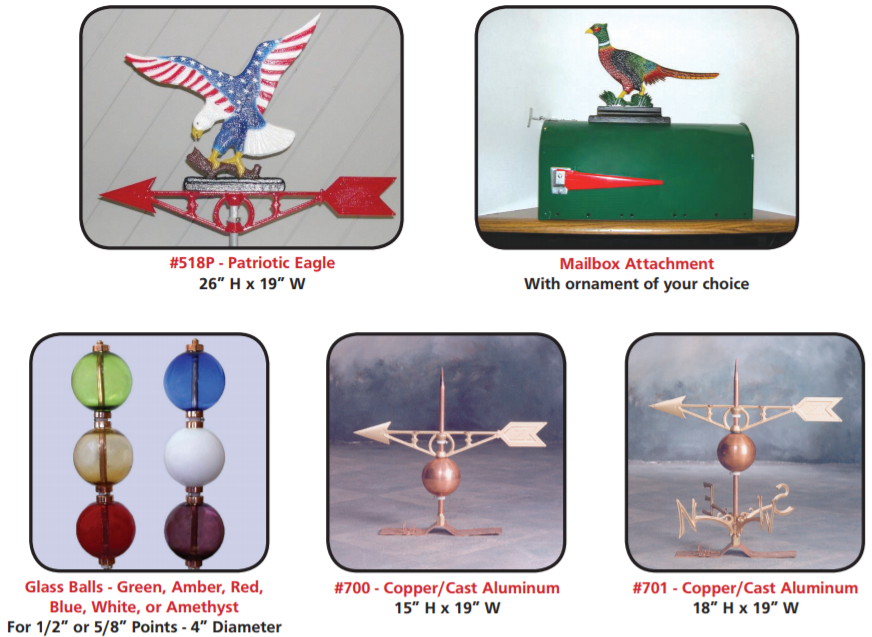 #518P - Patriotic Eagle
26” H x 19” W
Mailbox Attachment
With ornament of your choice
Glass Balls - Green, Amber, Red,
Blue, White, or Amethyst
For 1/2” or 5/8” Points - 4” Diameter
#700 - Copper/Cast Aluminum
15” H x 19” W
#701 - Copper/Cast Aluminum
18” H x 19” W
N E W S